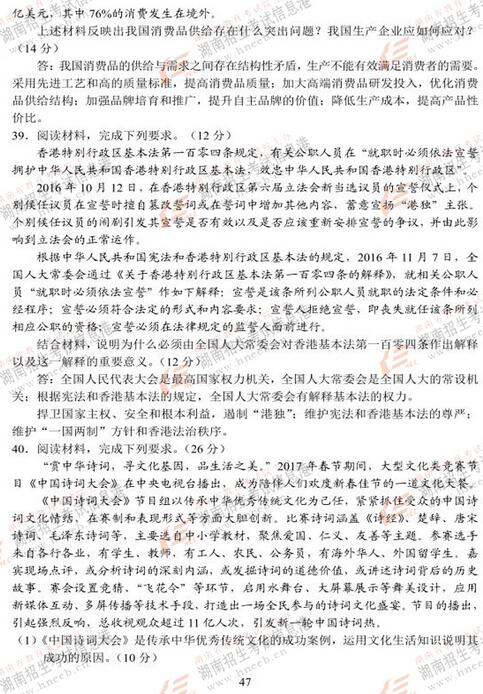 亿美元，其中 76%的消费发生在境外。
上述材料反映出我国消费品供给存在什么突出问题？我国生产企业应如何应对？
（14 分）
答：我国消费品的供给与需求之间存在结构性矛盾，生产不能有效满足消费者的需要。
采用先进工艺和高的质量标准，提高消费品质量；加大高端消费品研发投入，优化消费
品供给结构；加强品牌培育和推广，提升自主品牌的价值；降低生产成本，提高产品性
价比。
39．阅读材料，完成下列要求。（12 分）
香港特别行政区基本法第一百零四条规定，有关公职人员在“就职时必须依法宣誓
拥护中华人民共和国香港特别行政区基本法，效忠中华人民共和国香港特别行政区”。
2016 年 10 月 12 日，在香港特别行政区第六届立法会新当选议员的宣誓仪式上，个
别候任议员在宣誓时擅自篡改誓词或在誓词中增加其他内容、蓄意宣扬“港独”主张。
个别候任议员的闹剧引发其宣誓是否有效以及是否应该重新安排宣誓的争议，并由此影
响到立法会的正常运作。
根据中华人民共和国宪法和香港特别行政区基本法的规定，2016 年 11 月 7 日，全
国人大常委会通过《关于香港特别行政区基本法第一百零四条的解释》，就相关公职人
员“就职时必须依法宣誓”作如下解释：宣誓是该条所列公职人员就职的法定条件和必
经程序；宣誓必须符合法定的形式和内容要求；宣誓人拒绝宣誓，即丧失就任该条所列
相应公职的资格；宣誓必须在法律规定的监誓人面前进行。
结合材料，说明为什么必须由全国人大常委会对香港基本法第一百零四条作出解释
以及这一解释的重要意义。（12 分）
答：全国人民代表大会是最高国家权力机关，全国人大常委会是全国人大的常设机
关；根据宪法和香港基本法的规定，全国人大常委会有解释基本法的权力。
捍卫国家主权、安全和根本利益，遏制“港独”；维护宪法和香港基本法的尊严；
维护“一国两制”方针和香港法治秩序。
40．阅读材料，完成下列要求。（26 分）
“赏中华诗词，寻文化基因，品生活之美。”2017 年春节期间，大型文化类竞赛节
目《中国诗词大会》在中央电视台播出，成为陪伴人们欢度新春佳节的一道文化大餐。
《中国诗词大会》节目组以传承中华优秀传统文化为己任，紧紧抓住受众的中国诗
词文化情结，在赛制和表现形式等方面大胆创新。比赛诗词涵盖《诗经》、楚辞、唐宋
诗词、毛泽东诗词等，主要选自中小学教材，聚焦爱国、仁义、友善等主题。参赛选手
来自各行各业，有学生、教师，有工人、农民、公务员，有海外华人、外国留学生。嘉
宾现场点评，或分析诗词的深刻内涵，或发掘诗词的道德价值，或讲述诗词背后的历史
故事。赛会设置竞猜、“飞花令”等环节，启用水舞台、大屏幕展示等舞美设计，应用
新媒体互动、多屏传播等技术手段，打造出一场全民参与的诗词文化盛宴。节目的播出，
引起强烈反响，总收视观众超过 11 亿人次，引发新一轮中国诗词热。
（1）《中国诗词大会》是传承中华优秀传统文化的成功案例，运用文化生活知识说明其
成功的原因。（10 分）
47
湖南招生考试信息港
www.hneeb.cn